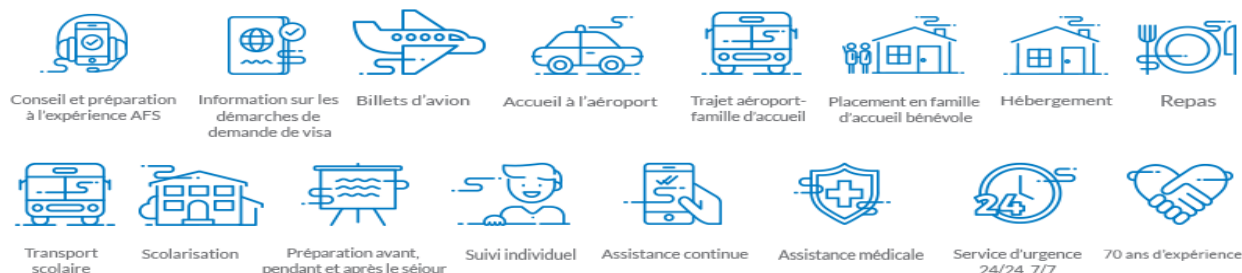 Conseil et préparation
à l'expérience AFS
Information sur les
démarches de
demande de visa
Billets d'avion
Accueil à l'aéroport
Trajet aéroport-
famille d'accueil
Placement en famille
d'accueil bénévole
Hébergement
Repas
24
Transport
scolaire
Scolarisation
Préparation avant,
pendant et après le séjour
Suivi individuel
Assistance continue
Assistance médicale
Service d'urgence
24/24, 7/7
70 ans d'expérience